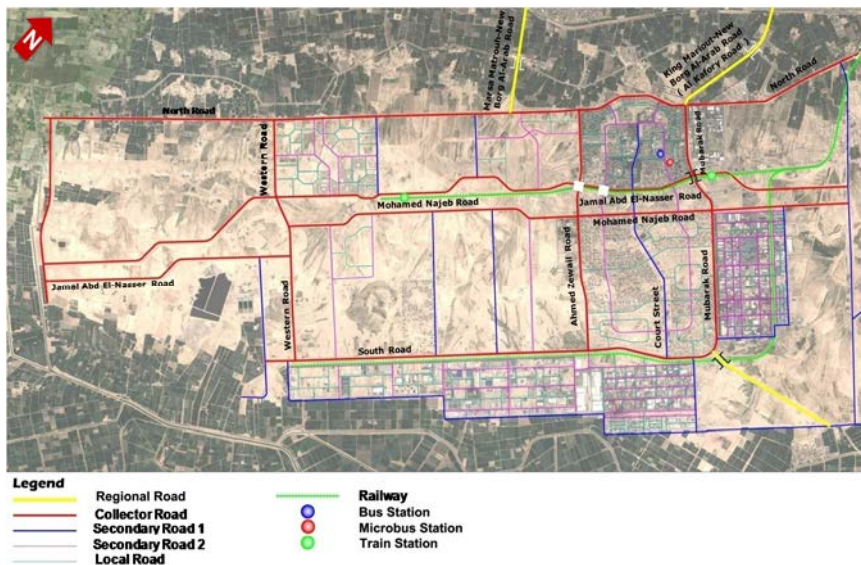 N
Marsa Matrouh-New
Borg Al-Arab Road
King Mariout-New
Borg Al-Arab Road
( Al Kafory Road )
North Road
North Road
Western Road
Mubarak Road
Mohamed Najeb Road
Jamal Abd El-Nasser Road
Mohamed Najeb Road
Jamal Abd El-Nasser Road
Western Road
Ahmed Zewail Road
Court Street
Mubarak Road
South Road
Legend
Regional Road
Collector Road
Secondary Road 1
Secondary Road 2
Local Road
Railway
Bus Station
Microbus Station
Train Station